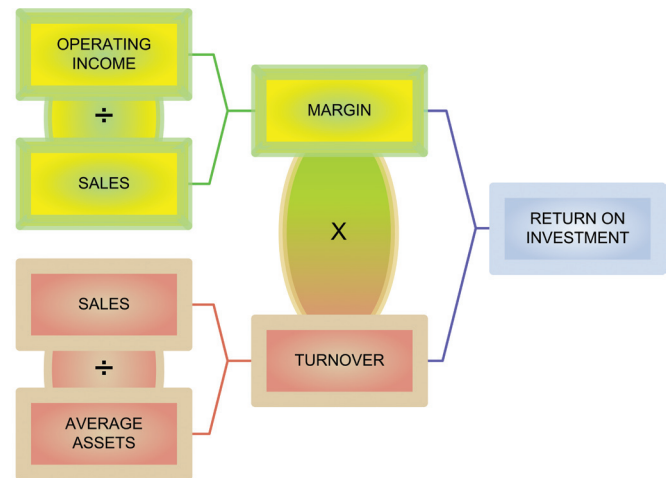 OPERATING
INCOME
÷
SALES
MARGIN
X
RETURN ON
INVESTMENT
SALES
÷
AVERAGE
ASSETS
TURNOVER